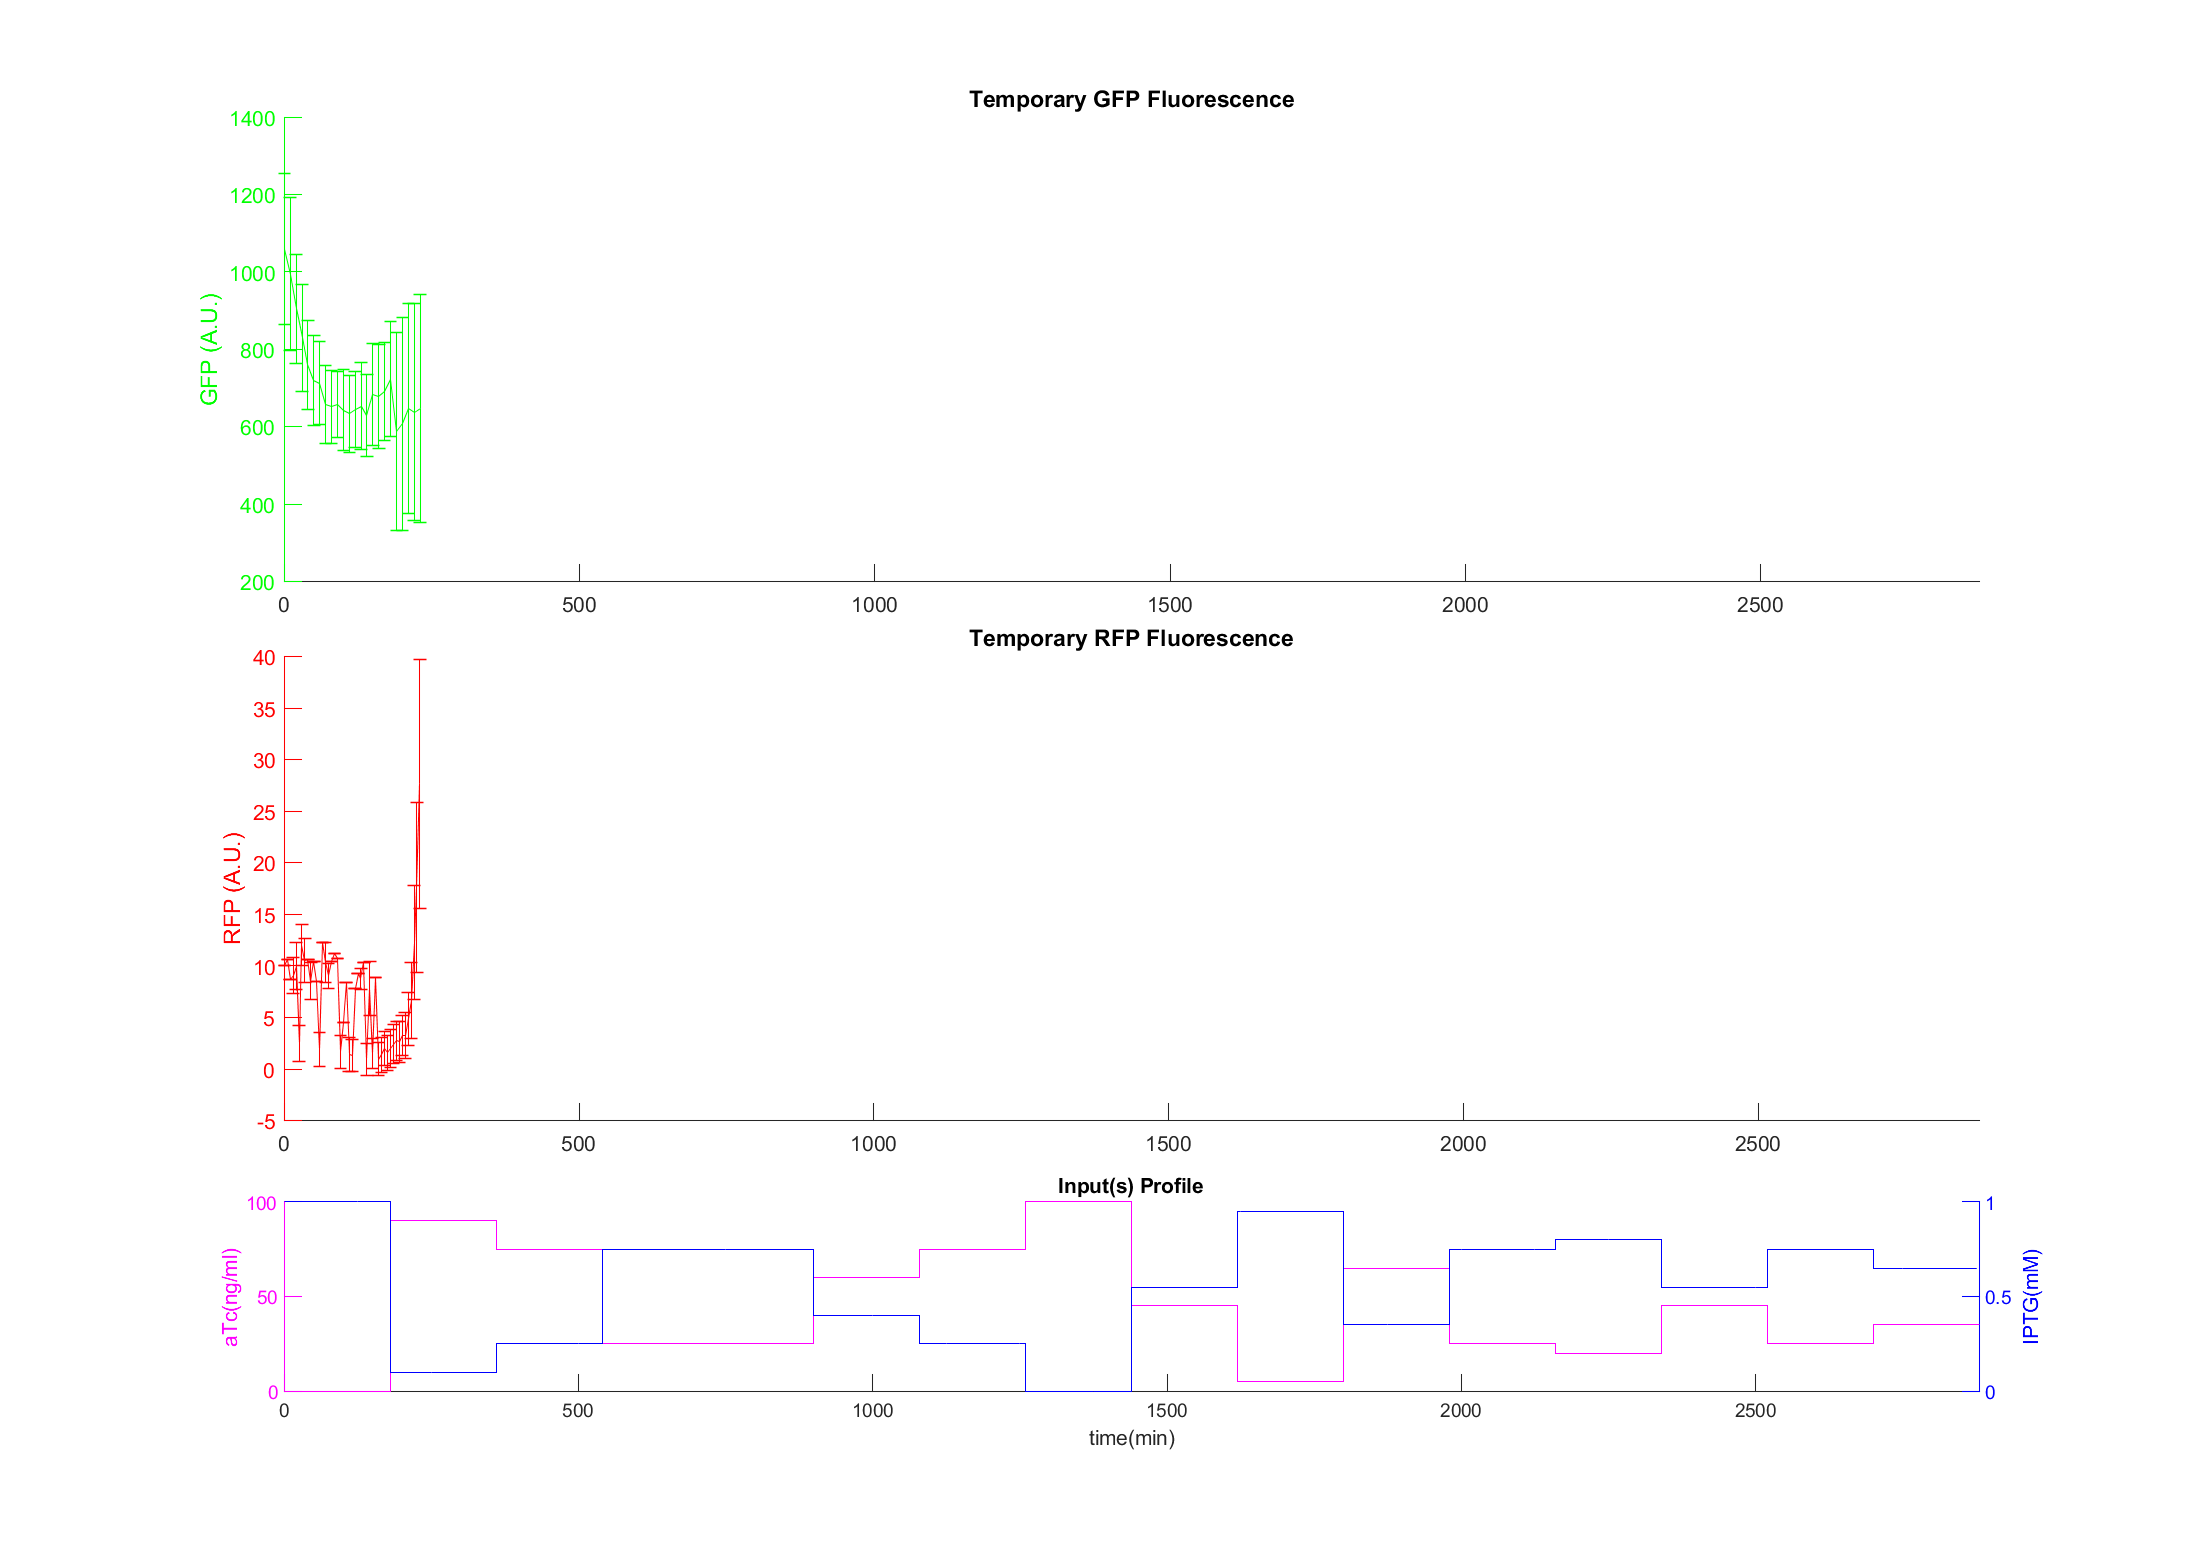 Temporary GFP Fluorescence
1400
1200
1000
800
600
400
200
GFP (A.U.)
0 500 1000 1500 2000 2500
Temporary RFP Fluorescence
40
35
30
25
20
15
10
5
0
-5
RFP (A.U.)
0 500 1000 1500 2000 2500
Input(s) Profile
100
50
0
aTc(ng/ml)
1
0.5
0
IPTG(mM)
0 500 1000 1500 2000 2500
time(min)